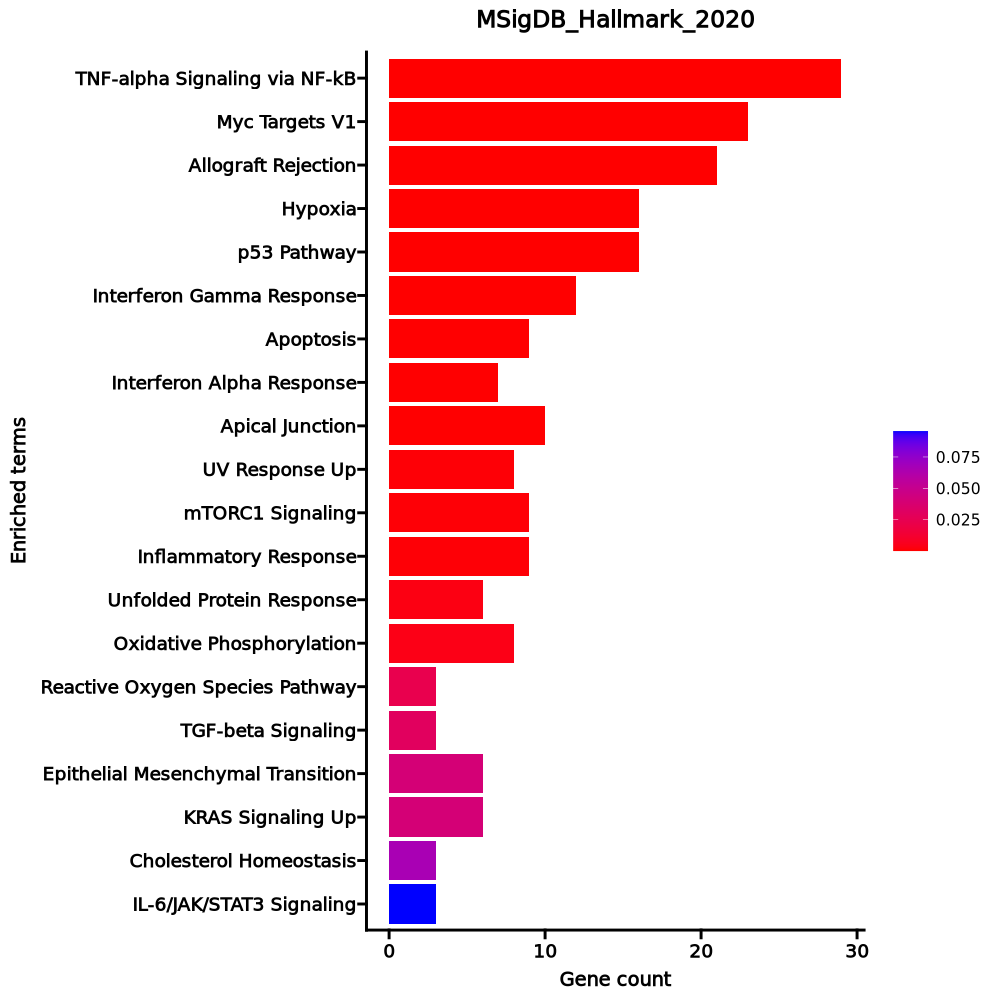 MSigDB_Hallmark_2020
TNF-alpha Signaling via NF-kB
Myc Targets V1
Allograft Rejection
Hypoxia
p53 Pathway
Interferon Gamma Response
Apoptosis
Interferon Alpha Response
Apical Junction
UV Response Up
mTORC1 Signaling
Inflammatory Response
Unfolded Protein Response
Oxidative Phosphorylation
Reactive Oxygen Species Pathway
TGF-beta Signaling
Epithelial Mesenchymal Transition
KRAS Signaling Up
Cholesterol Homeostasis
IL-6/JAK/STAT3 Signaling
Enriched terms
0 10 20 30
Gene count
0.075
0.050
0.025